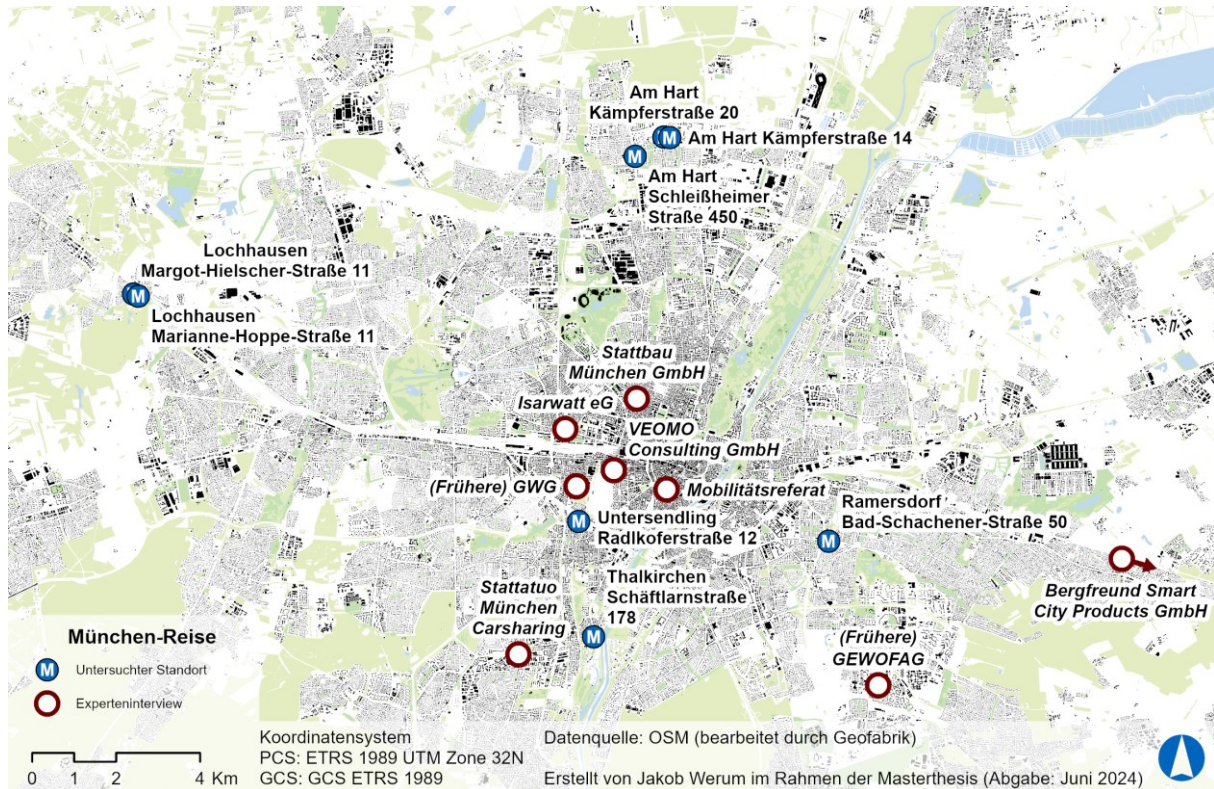 Am Hart
Kämpferstraße 20
M
M Am Hart Kämpferstraße 14
Am Hart
Schleißheimer
Straße 450
Lochhausen
Margot-Hielscher-Straße 11
M
Lochhausen
Marianne-Hoppe-Straße 11
Stattbau
München GmbH
Isarwatt eG
VEOMO
Consulting GmbH
(Frühere) GWG
Mobilitätsreferat
Ramersdorf
Bad-Schachener-Straße 50
M
M
Untersendling
Radlkoferstraße 12
Bergfreund Smart
City Products GmbH
Thalkirchen
Schäftlarnstraße
178
M
Stattatuo
München
Carsharing
(Frühere)
GEWOFAG
München-Reise
M Untersuchter Standort
Experteninterview
0 1 2 4 Km
Koordinatensystem
PCS: ETRS 1989 UTM Zone 32N
GCS: GCS ETRS 1989
Datenquelle: OSM (bearbeitet durch Geofabrik)
Erstellt von Jakob Werum im Rahmen der Masterthesis (Abgabe: Juni 2024)